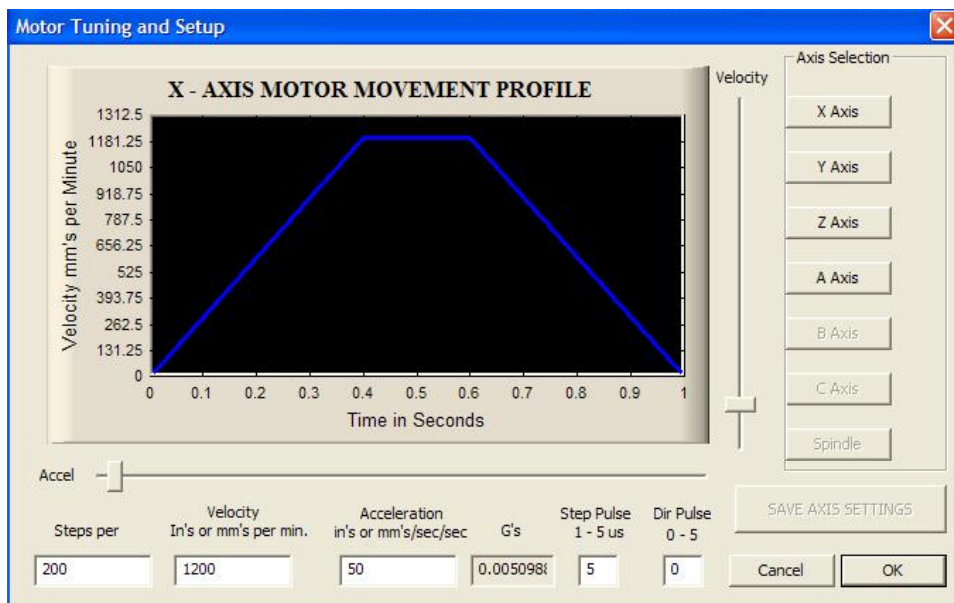 Motor Tuning and Setup
X - AXIS MOTOR MOVEMENT PROFILE
Velocity mm's per Minute
1312.5
1181.25
1050
918.75
787.5
656.25
525
393.75
262.5
131.25
0
0 0.1 0.2 0.3 0.4 0.5 0.6 0.7 0.8 0.9 1
Time in Seconds
Velocity
Axis Selection
X Axis
Y Axis
Z Axis
A Axis
B Axis
C Axis
Spindle
Accel
Steps per
200
Velocity
In's or mm's per min.
1200
Acceleration
in's or mm's/sec/sec
50
G's
0.0050988
Step Pulse
1 - 5 us
5
Dir Pulse
0 - 5
0
SAVE AXIS SETTINGS
Cancel
OK